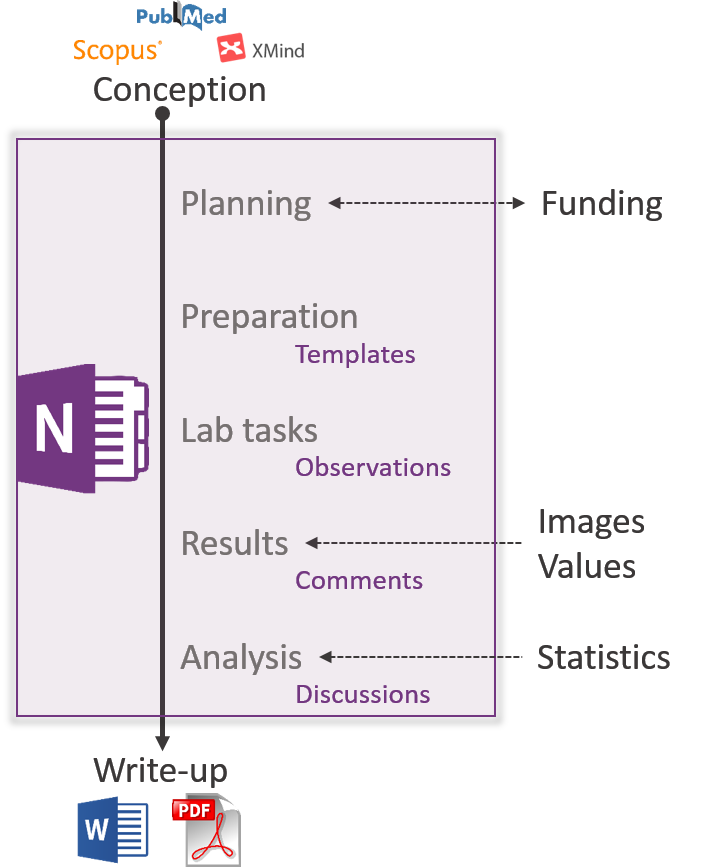 PubMed
Scopus®
XMind
Conception
Planning
Funding
Preparation
Templates
N
Lab tasks
Observations
Images
Results
Values
Comments
Analysis
Statistics
Discussions
Write-up
W
PDF